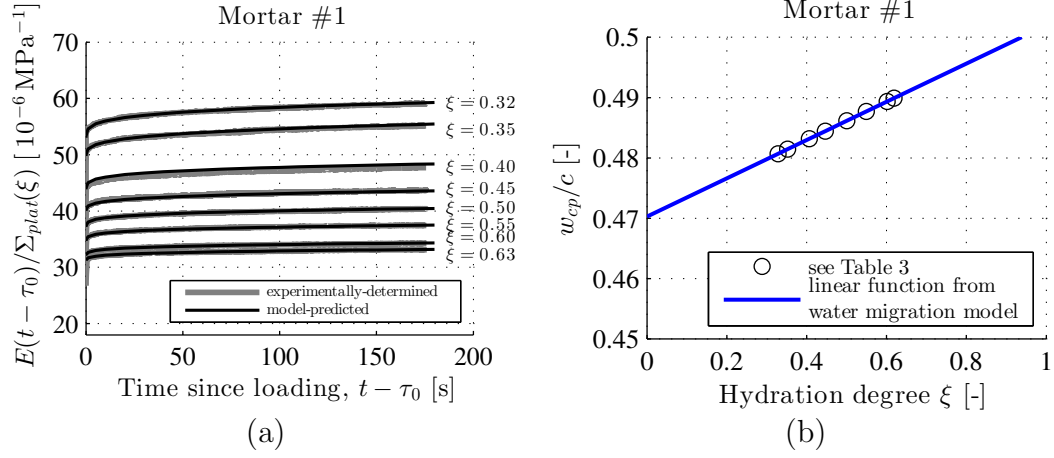 Mortar #1
E(t − τ0)/Σplat(ξ) [ 10−6 MPa−1]
70
60
50
40
30
20
ξ = 0.32
ξ = 0.35
ξ = 0.40
ξ = 0.45
ξ = 0.50
ξ = 0.55
ξ = 0.60
ξ = 0.63
experimentally-determined
model-predicted
0 50 100 150 200
Time since loading, t − τ0 [s]
(a)
Mortar #1
wcp/c [-]
0.5
0.49
0.48
0.47
0.46
0.45
see Table 3
linear function from
water migration model
0 0.2 0.4 0.6 0.8 1
Hydration degree ξ [-]
(b)